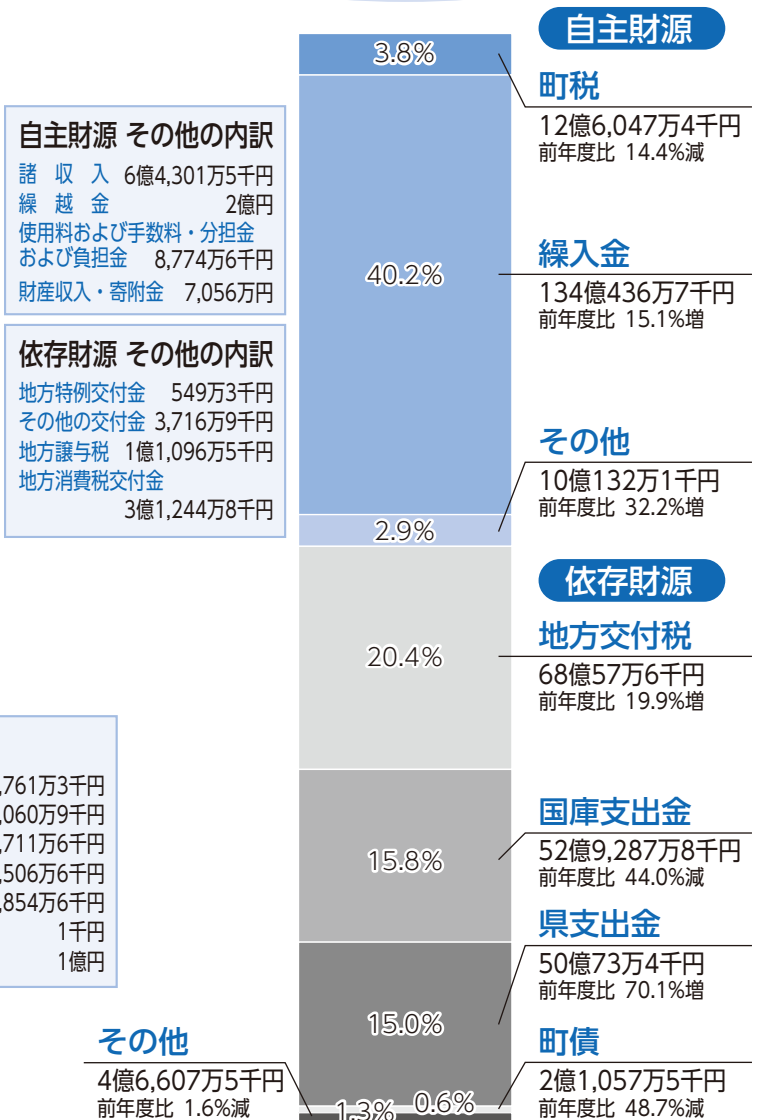 自主財源
3.8%
町税
12億6,047万4千円
前年度比 14.4%減
自主財源 その他の内訳
諸収入 6億4,301万5千円
繰越金 2億円
使用料および手数料・分担金
および負担金 8,774万6千円
財産収入・寄附金 7,056万円
40.2%
繰入金
134億436万7千円
前年度比 15.1%増
依存財源 その他の内訳
地方特例交付金 549万3千円
その他の交付金 3,716万9千円
地方譲与税 1億1,096万5千円
地方消費税交付金
3億1,244万8千円
その他
10億132万1千円
前年度比 32.2%増
2.9%
依存財源
20.4%
地方交付税
68億57万6千円
前年度比 19.9%増
,761万3千円
,060万9千円
,711万6千円
,506万6千円
,854万6千円
1千円
1億円
15.8%
国庫支出金
52億9,287万8千円
前年度比 44.0%減
15.0%
県支出金
50億73万4千円
前年度比 70.1%増
その他
4億6,607万5千円
前年度比 1.6%減
1.3%
0.6%
町債
2億1,057万5千円
前年度比 48.7%減